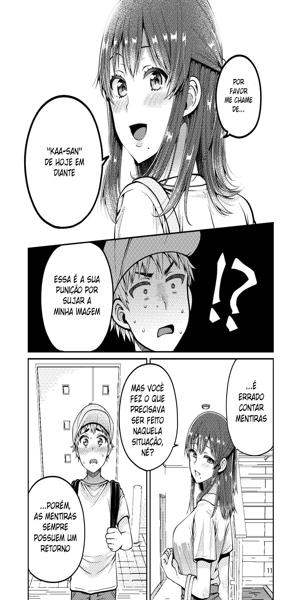 POR
FAVOR
ME CHAME
DE...
"KAA-SAN"
DE HOJE EM
DIANTE
!?
ESSA É A SUA
PUNIÇÃO POR
SUJAR A
MINHA IMAGEM
...É
ERRADO
CONTAR
MENTIRAS
MAS VOCÊ
FEZ O QUE
PRECISAVA
SER FEITO
NAQUELA
SITUAÇÃO,
NÉ?
...PORÉM,
AS MENTIRAS
SEMPRE
POSSUEM UM
RETORNO
11